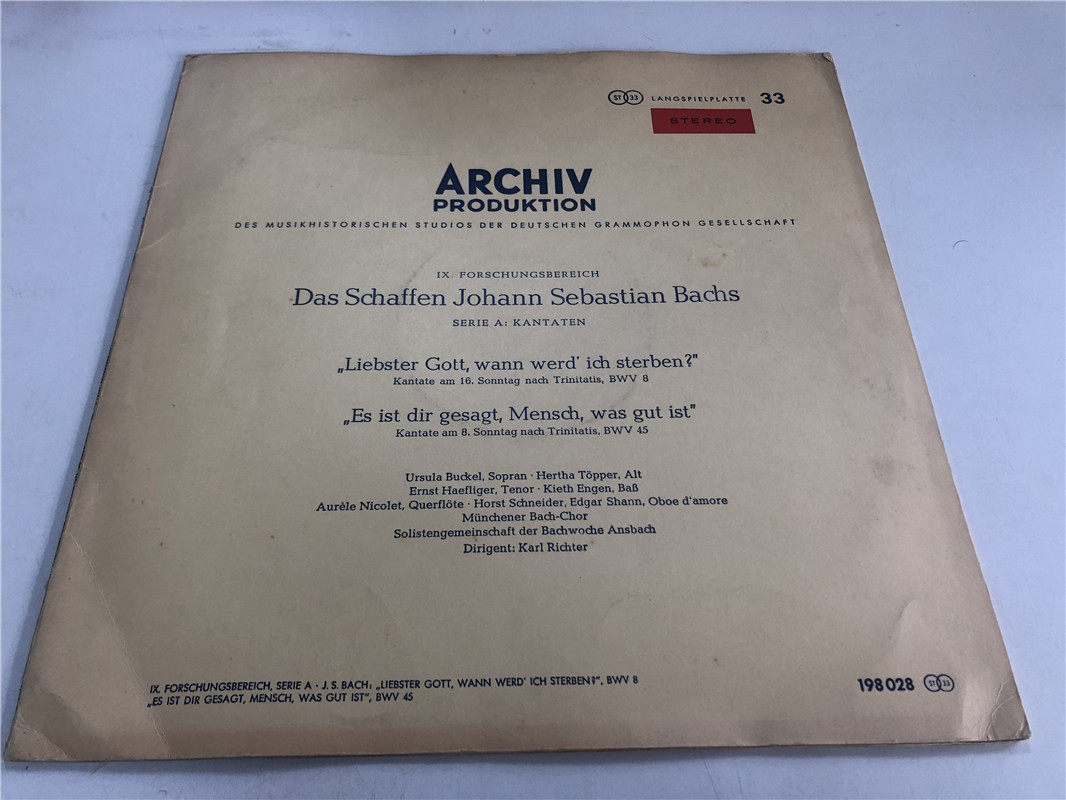 ST 33 LANGSPIELPLATTE 33
STEREO
ARCHIV
PRODUKTION
DES MUSIKHISTORISCHEN STUDIOS DER DEUTSCHEN GRAMMOPHON GESELLSCHAFT
IX. FORSCHUNGSBEREICH
Das Schaffen Johann Sebastian Bachs
SERIE A: KANTATEN
„Liebster Gott, wann werd' ich sterben?"
Kantate am 16. Sonntag nach Trinitatis, BWV 8
„Es ist dir gesagt, Mensch, was gut ist"
Kantate am 8. Sonntag nach Trinitatis, BWV 45
Ursula Buckel, Sopran · Hertha Töpper, Alt
Ernst Haefliger, Tenor · Kieth Engen, Baß
Aurèle Nicolet, Querflöte · Horst Schneider, Edgar Shann, Oboe d'amore
Münchener Bach-Chor
Solistengemeinschaft der Bachwoche Ansbach
Dirigent: Karl Richter
IX. FORSCHUNGSBEREICH, SERIE A · J. S. BACH: „LIEBSTER GOTT, WANN WERD' ICH STERBEN?", BWV 8
„ES IST DIR GESAGT, MENSCH, WAS GUT IST", BWV 45
198 028 ST 33